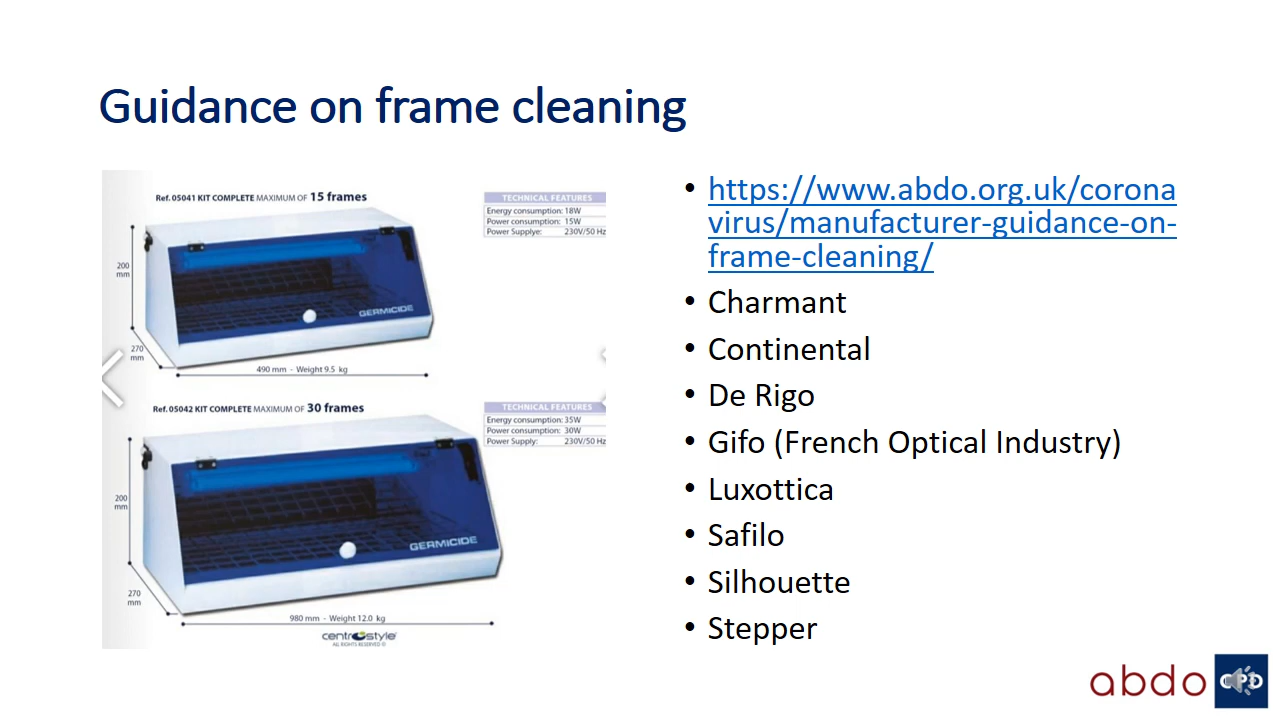 Guidance on frame cleaning
Ref. 05041 KIT COMPLETE MAXIMUM OF 15 frames
TECHNICAL FEATURES
Energy consumption: 18W
Power consumption: 15W
Power Supplye: 230V/50 Hz
200
mm
GERMICIDE
270
mm
490 mm - Weight 9.5 kg
Ref. 05042 KIT COMPLETE MAXIMUM OF 30 frames
TECHNICAL FEATURES
Energy consumption: 35W
Power consumption: 30W
Power Supply: 230V/50 Hz
200
mm
GERMICIDE
270
mm
980 mm - Weight 12.0 kg
centrostyle
ALL RIGHTS RESERVED ©
• https://www.abdo.org.uk/corona
virus/manufacturer-guidance-on-
frame-cleaning/
• Charmant
• Continental
• De Rigo
• Gifo (French Optical Industry)
• Luxottica
• Safilo
• Silhouette
• Stepper
abdo CPD